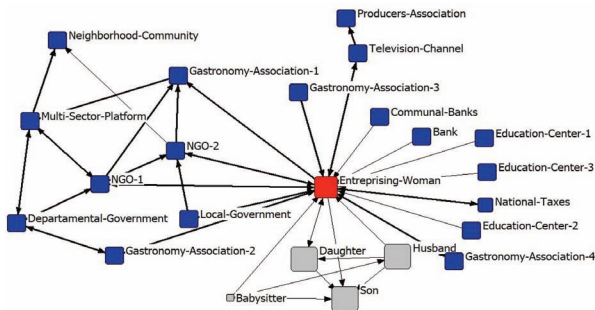 Producers-Association
Neighborhood-Community
Television-Channel
Gastronomy-Association-1
Gastronomy-Association-3
Communal-Banks
Multi-Sector-Platform
Bank
Education-Center-1
NGO-2
Education-Center-3
NGO-1
Entreprising-Woman
National-Taxes
Departamental-Government
Local-Government
Education-Center-2
Gastronomy-Association-2
Daughter
Husband
Gastronomy-Association-4
Son
Babysitter